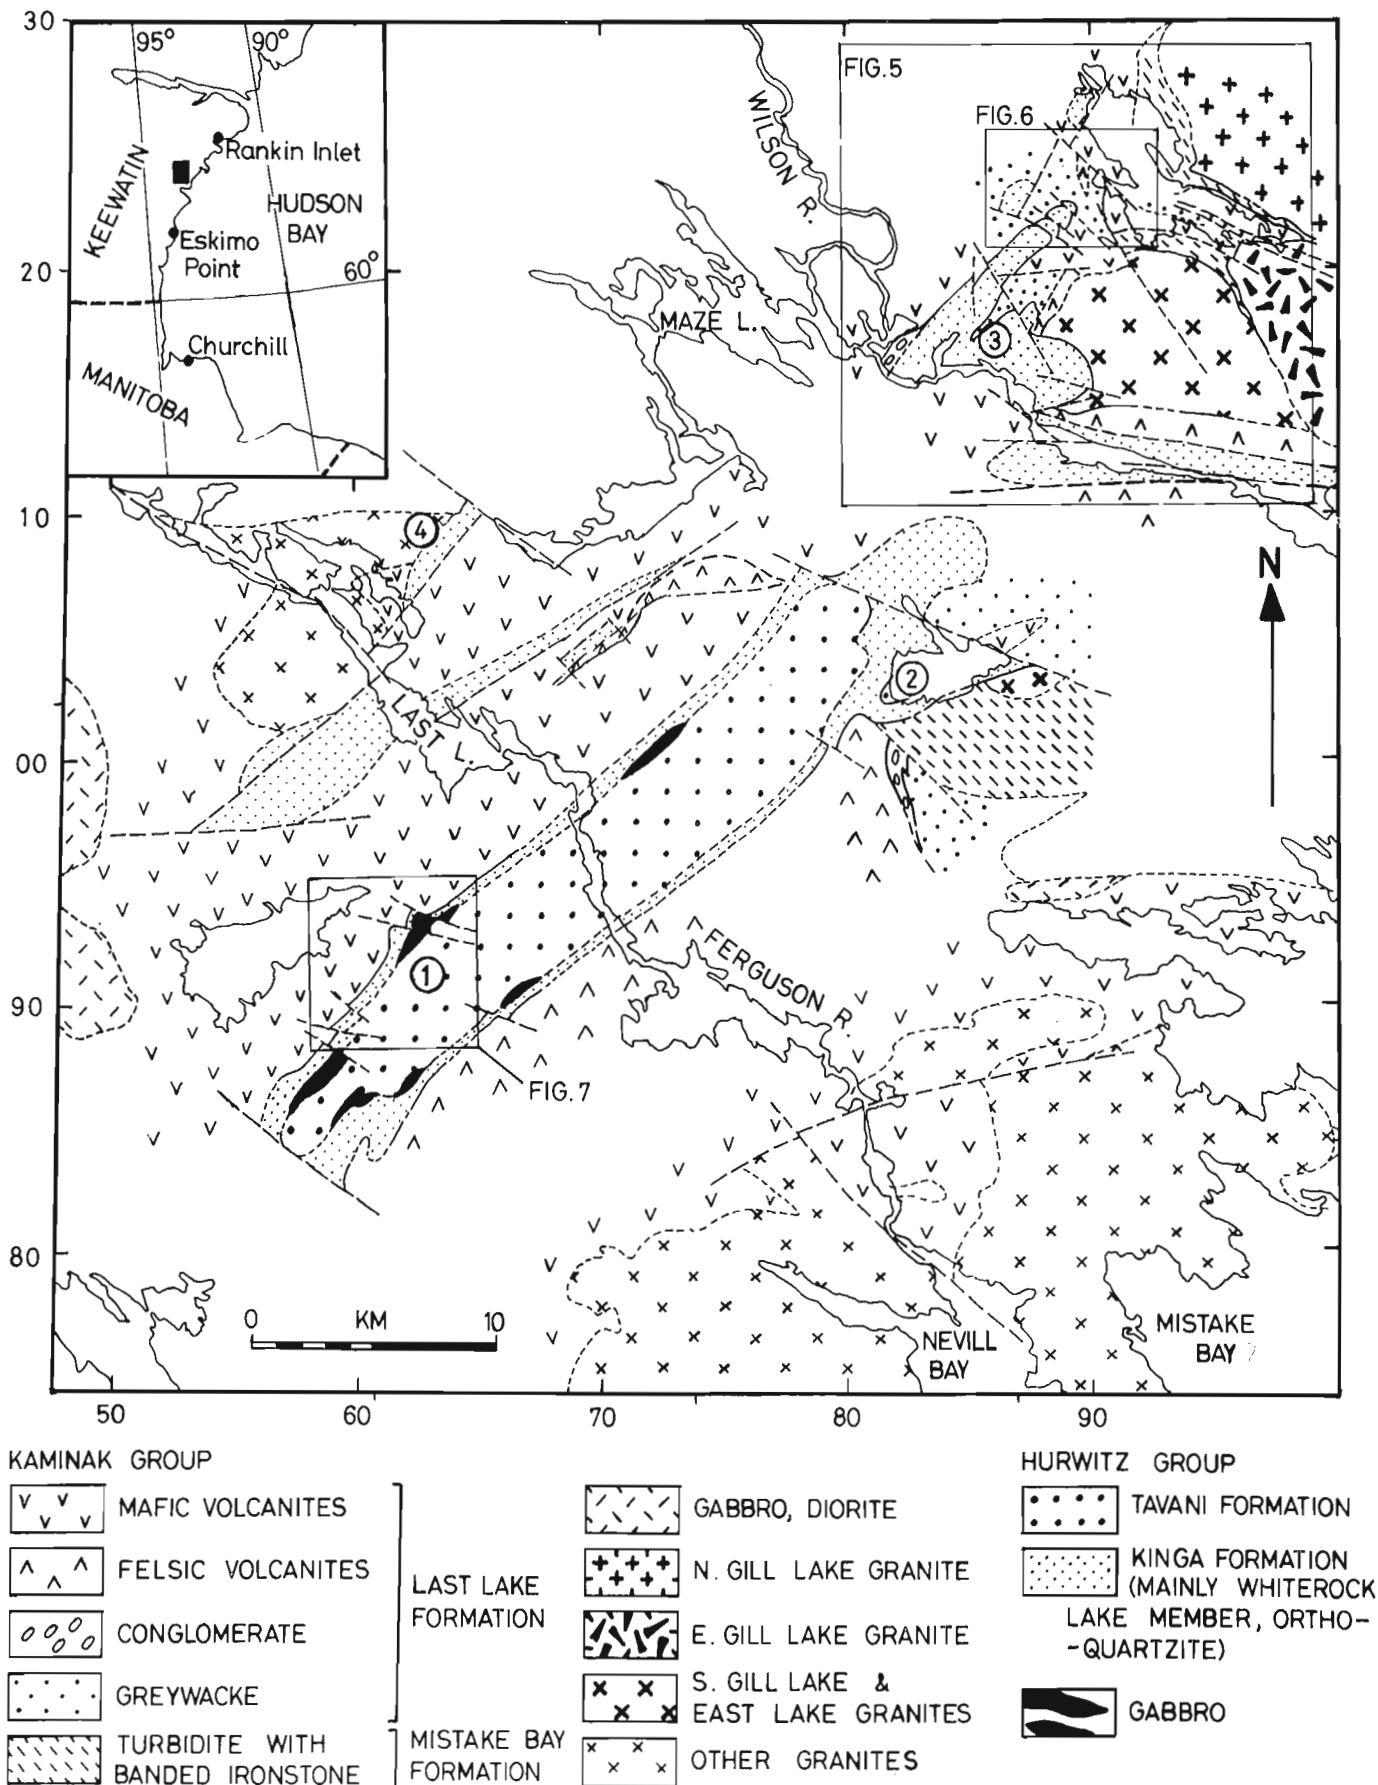 30
95°
90°
FIG.5
FIG.6
WILSON R.
Rankin Inlet
KEEWATIN
HUDSON
BAY
Eskimo
Point
60°
20
MAZE L.
3
Churchill
MANITOBA
10
4
N
2
LAST L.
00
1
FERGUSON R.
90
FIG.7
80
0 KM 10
NEVILL
BAY
MISTAKE
BAY
50 60 70 80 90
KAMINAK GROUP
MAFIC VOLCANITES
FELSIC VOLCANITES
CONGLOMERATE
GREYWACKE
TURBIDITE WITH
BANDED IRONSTONE
LAST LAKE
FORMATION
MISTAKE BAY
FORMATION
GABBRO, DIORITE
N. GILL LAKE GRANITE
E. GILL LAKE GRANITE
S. GILL LAKE &
EAST LAKE GRANITES
OTHER GRANITES
HURWITZ GROUP
TAVANI FORMATION
KINGA FORMATION
(MAINLY WHITEROCK
LAKE MEMBER, ORTHO-
-QUARTZITE)
GABBRO